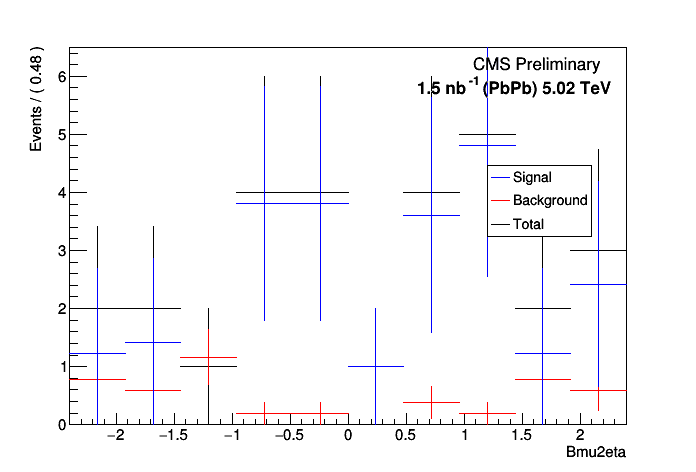 CMS Preliminary
1.5 nb⁻¹ (PbPb) 5.02 TeV
Events / ( 0.48 )
6
5
4
3
2
1
0
Signal
Background
Total
−2 −1.5 −1 −0.5 0 0.5 1 1.5 2
Bmu2eta